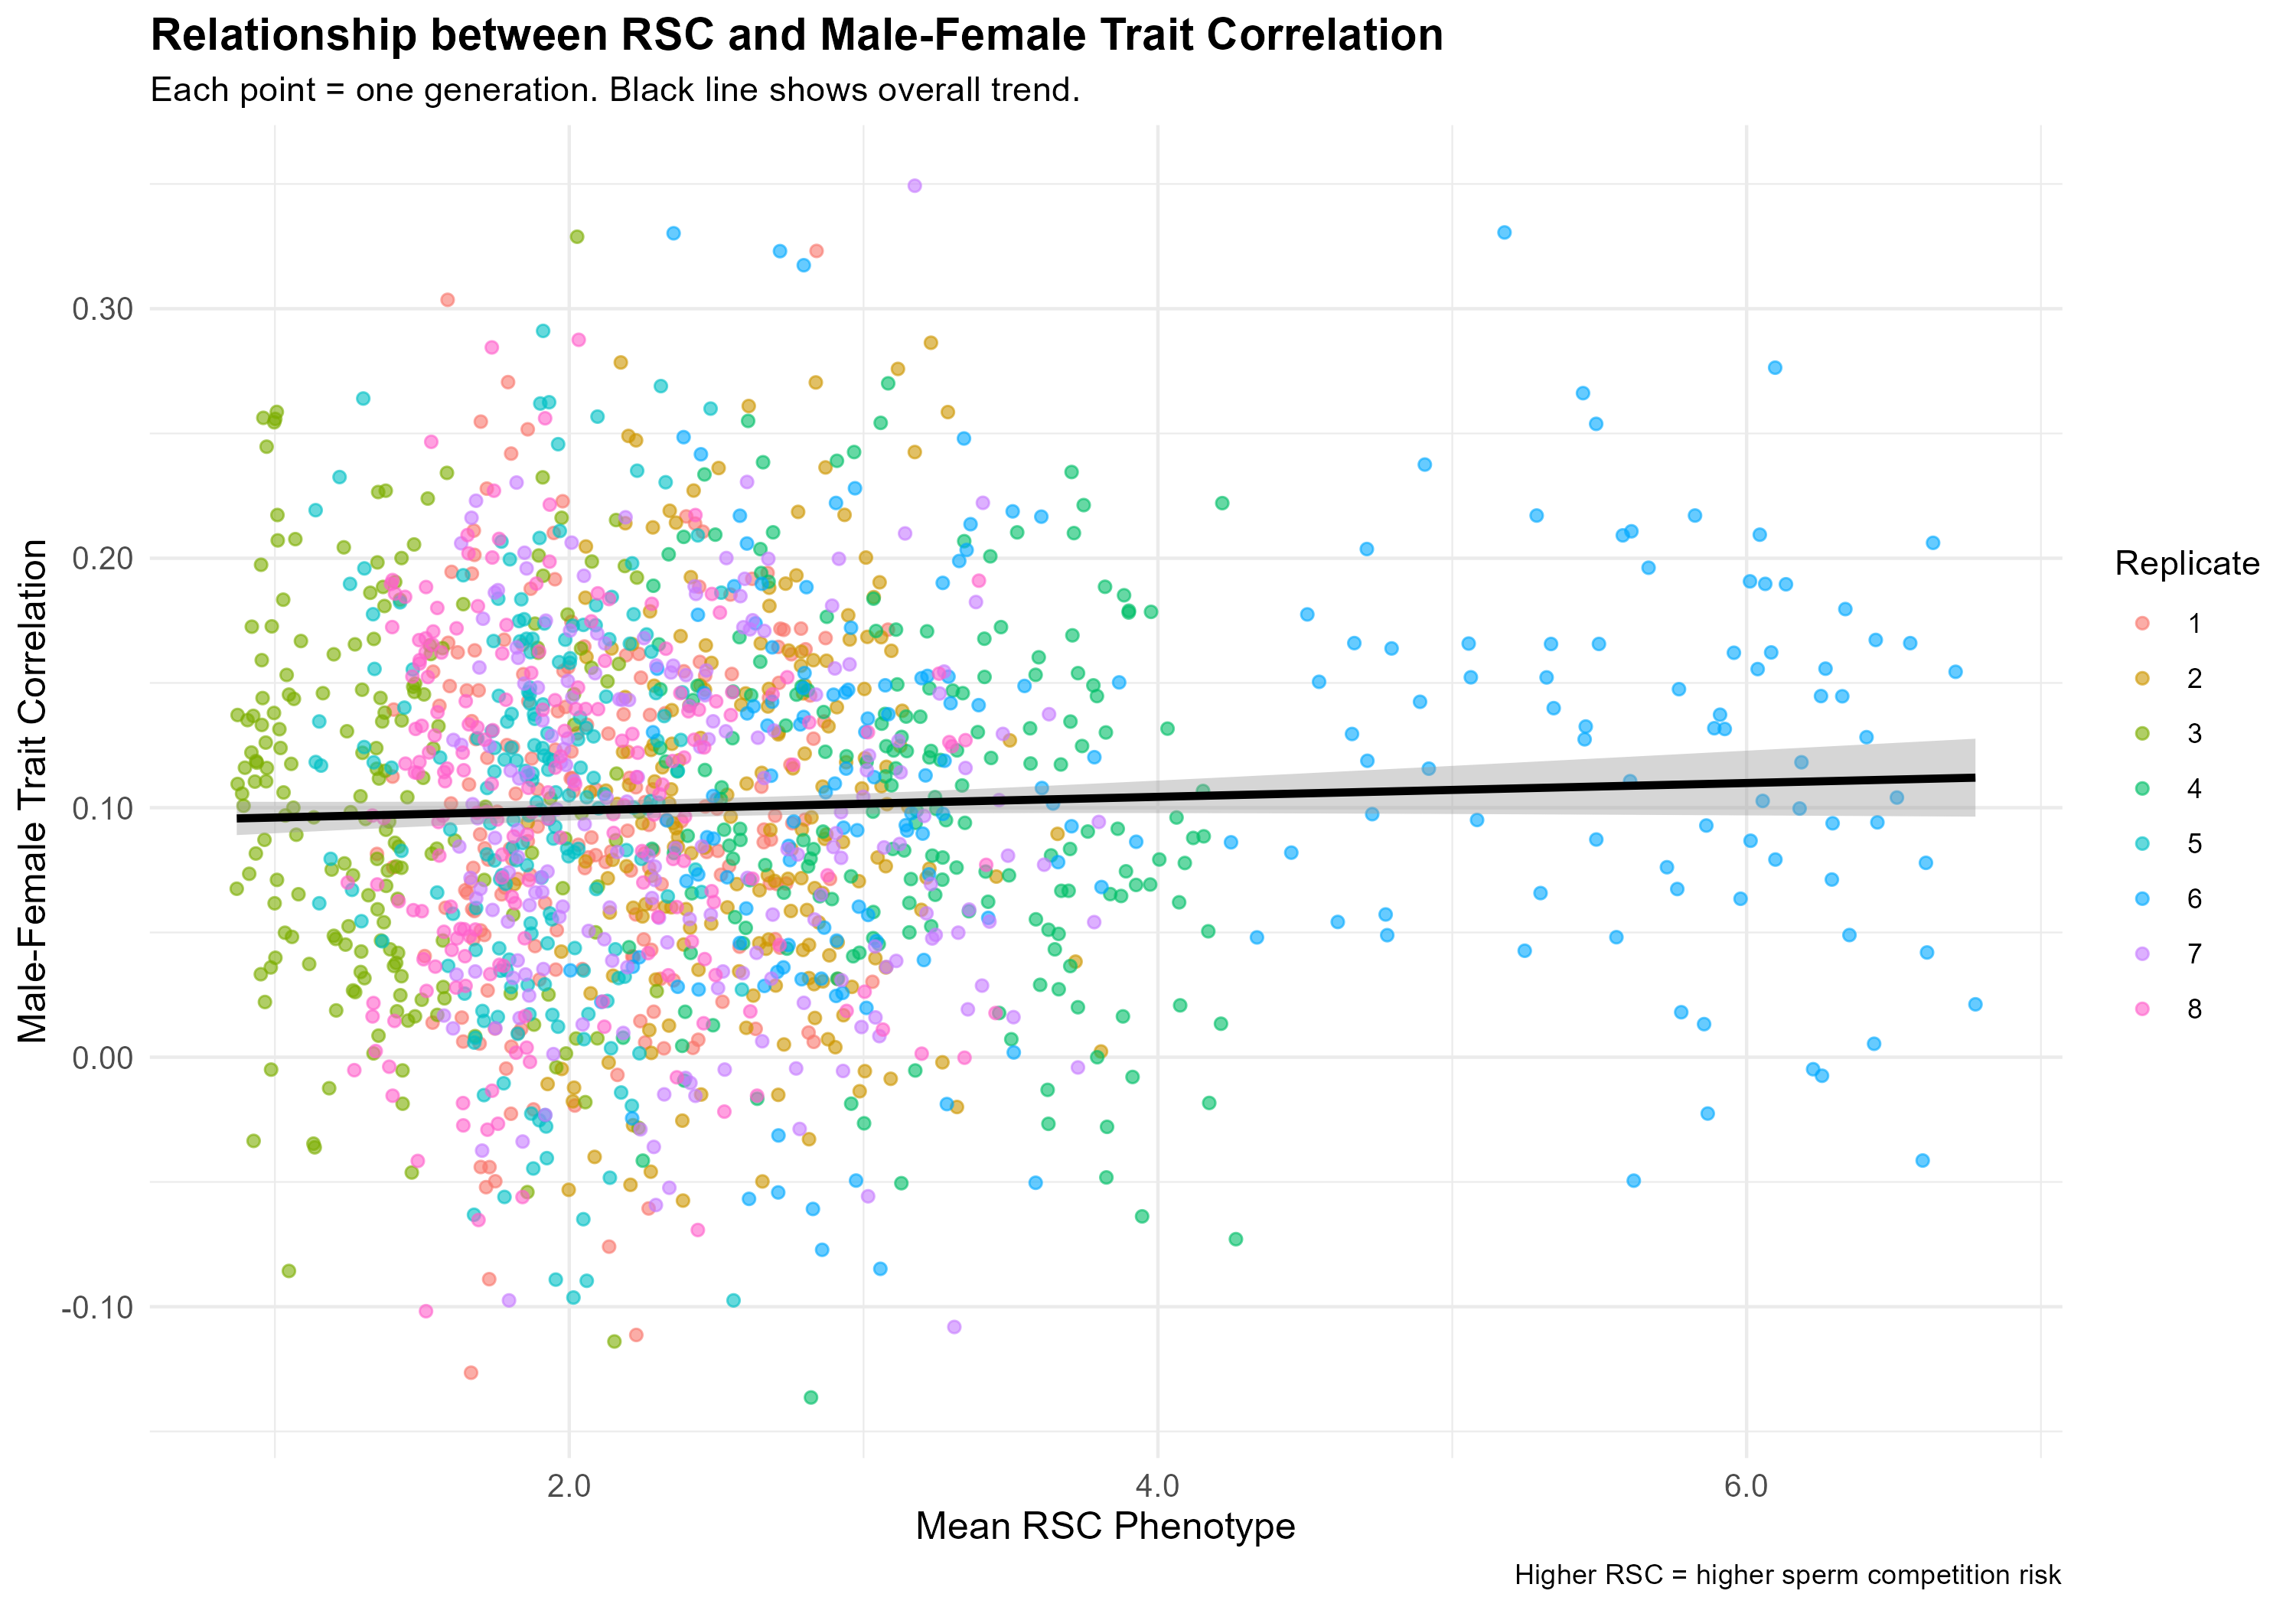 Relationship between RSC and Male-Female Trait Correlation
Each point = one generation. Black line shows overall trend.
Male-Female Trait Correlation
0.30
0.20
0.10
0.00
-0.10
2.0
4.0
6.0
Mean RSC Phenotype
Replicate
1
2
3
4
5
6
7
8
Higher RSC = higher sperm competition risk